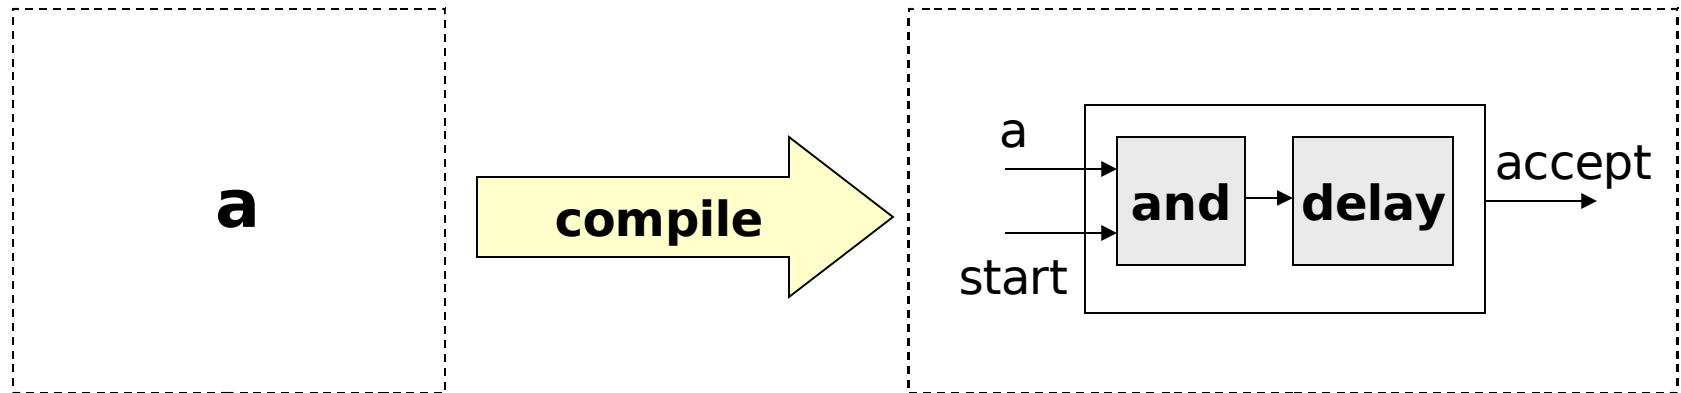 a
compile
a
start
and
delay
accept